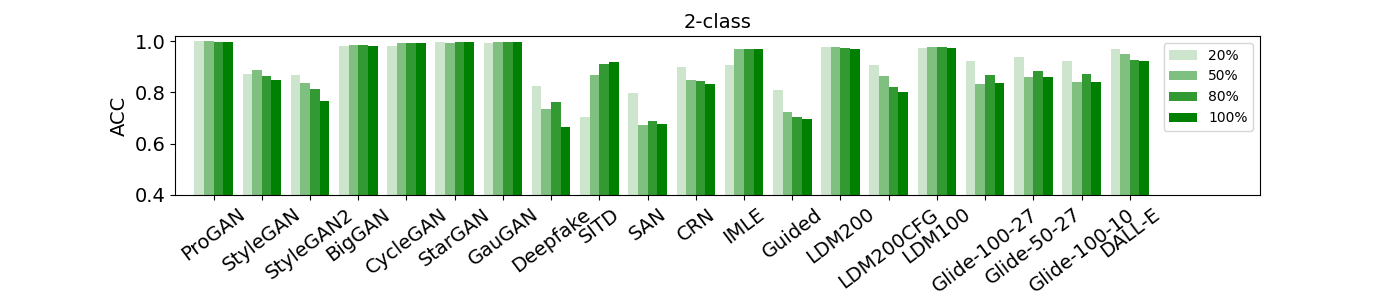 2-class
ACC
1.0
0.8
0.6
0.4
20%
50%
80%
100%
ProGAN
StyleGAN
StyleGAN2
BigGAN
CycleGAN
StarGAN
GauGAN
Deepfake
SITD
SAN
CRN
IMLE
Guided
LDM200
LDM200CFG
LDM100
Glide-100-27
Glide-50-27
Glide-100-10
DALL-E